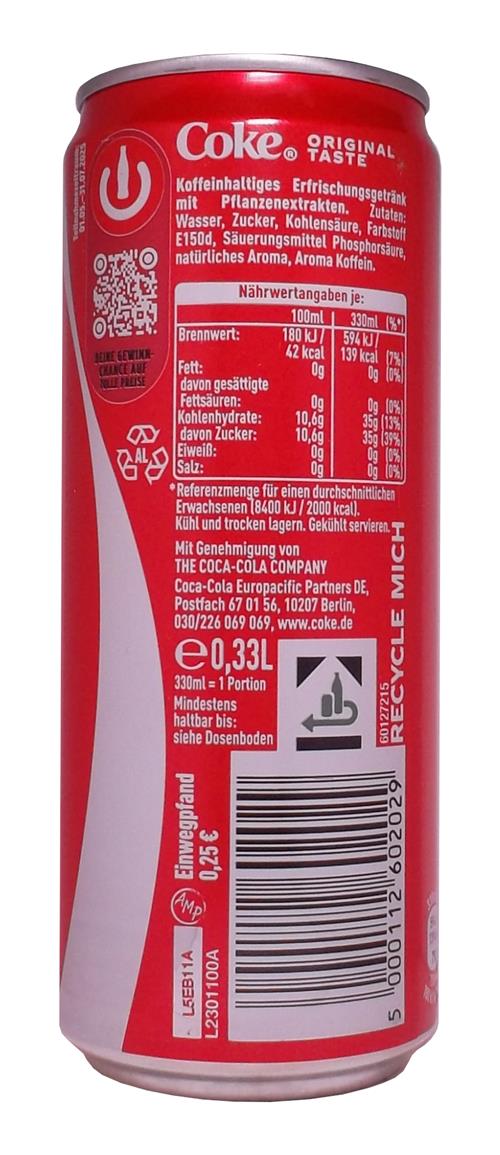 Teilnahmezeitraum:
01.05.–31.07.2025
DEINE GEWINN-
CHANCE AUF
TOLLE PREISE
AL
Coke® ORIGINAL
TASTE
Koffeinhaltiges Erfrischungsgetränk
mit Pflanzenextrakten. Zutaten:
Wasser, Zucker, Kohlensäure, Farbstoff
E150d, Säuerungsmittel Phosphorsäure,
natürliches Aroma, Aroma Koffein.
Nährwertangaben je:
100ml 330ml (%*)
Brennwert: 180 kJ / 594 kJ /
42 kcal 139 kcal (7%)
Fett: 0g 0g (0%)
davon gesättigte
Fettsäuren: 0g 0g (0%)
Kohlenhydrate: 10,6g 35g (13%)
davon Zucker: 10,6g 35g (39%)
Eiweiß: 0g 0g (0%)
Salz: 0g 0g (0%)
*Referenzmenge für einen durchschnittlichen
Erwachsenen (8400 kJ / 2000 kcal).
Kühl und trocken lagern. Gekühlt servieren.
Mit Genehmigung von
THE COCA-COLA COMPANY
Coca-Cola Europacific Partners DE,
Postfach 67 01 56, 10207 Berlin,
030/226 069 069, www.coke.de
e 0,33L
330ml = 1 Portion
Mindestens
haltbar bis:
siehe Dosenboden
60127215
RECYCLE MICH
Einwegpfand
0,25 €
AMP
L5EB11A
L2301100A
5 000112 602029